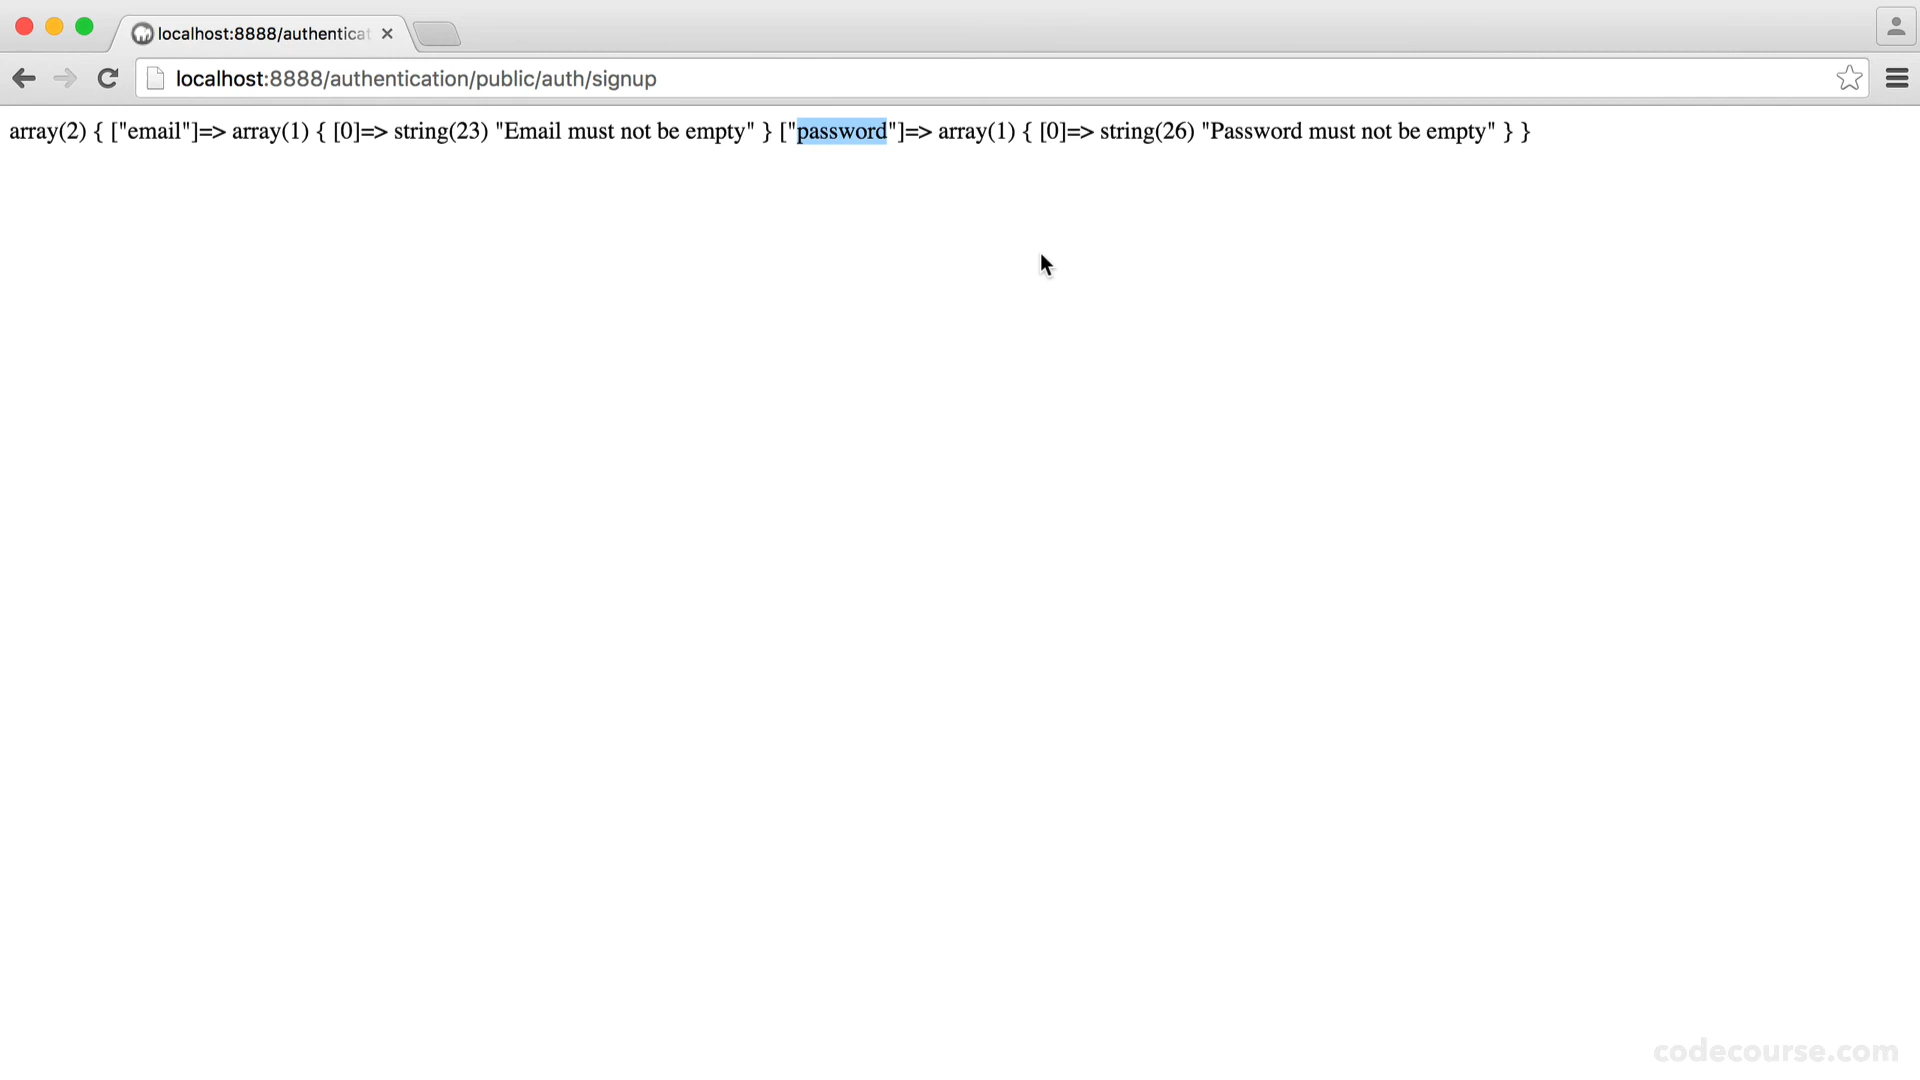 localhost:8888/authentica
localhost:8888/authentication/public/auth/signup
array(2) { ["email"]=> array(1) { [0]=> string(23) "Email must not be empty" } ["password"]=> array(1) { [0]=> string(26) "Password must not be empty" } }
codecourse.com